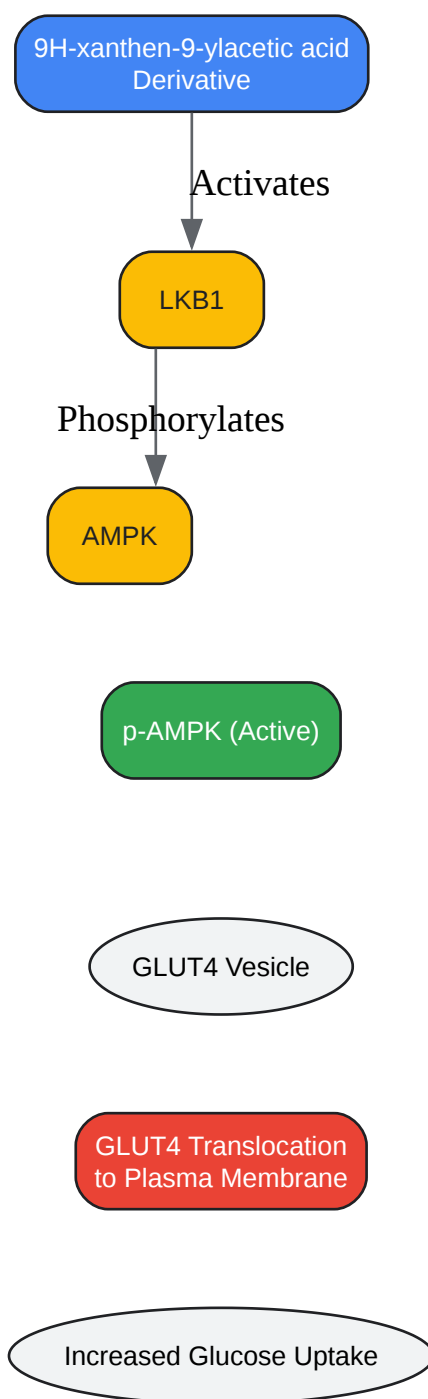 9H-xanthen-9-ylacetic acid
Derivative
Activates
LKB1
Phosphorylates
AMPK
p-AMPK (Active)
GLUT4 Vesicle
GLUT4 Translocation
to Plasma Membrane
Increased Glucose Uptake